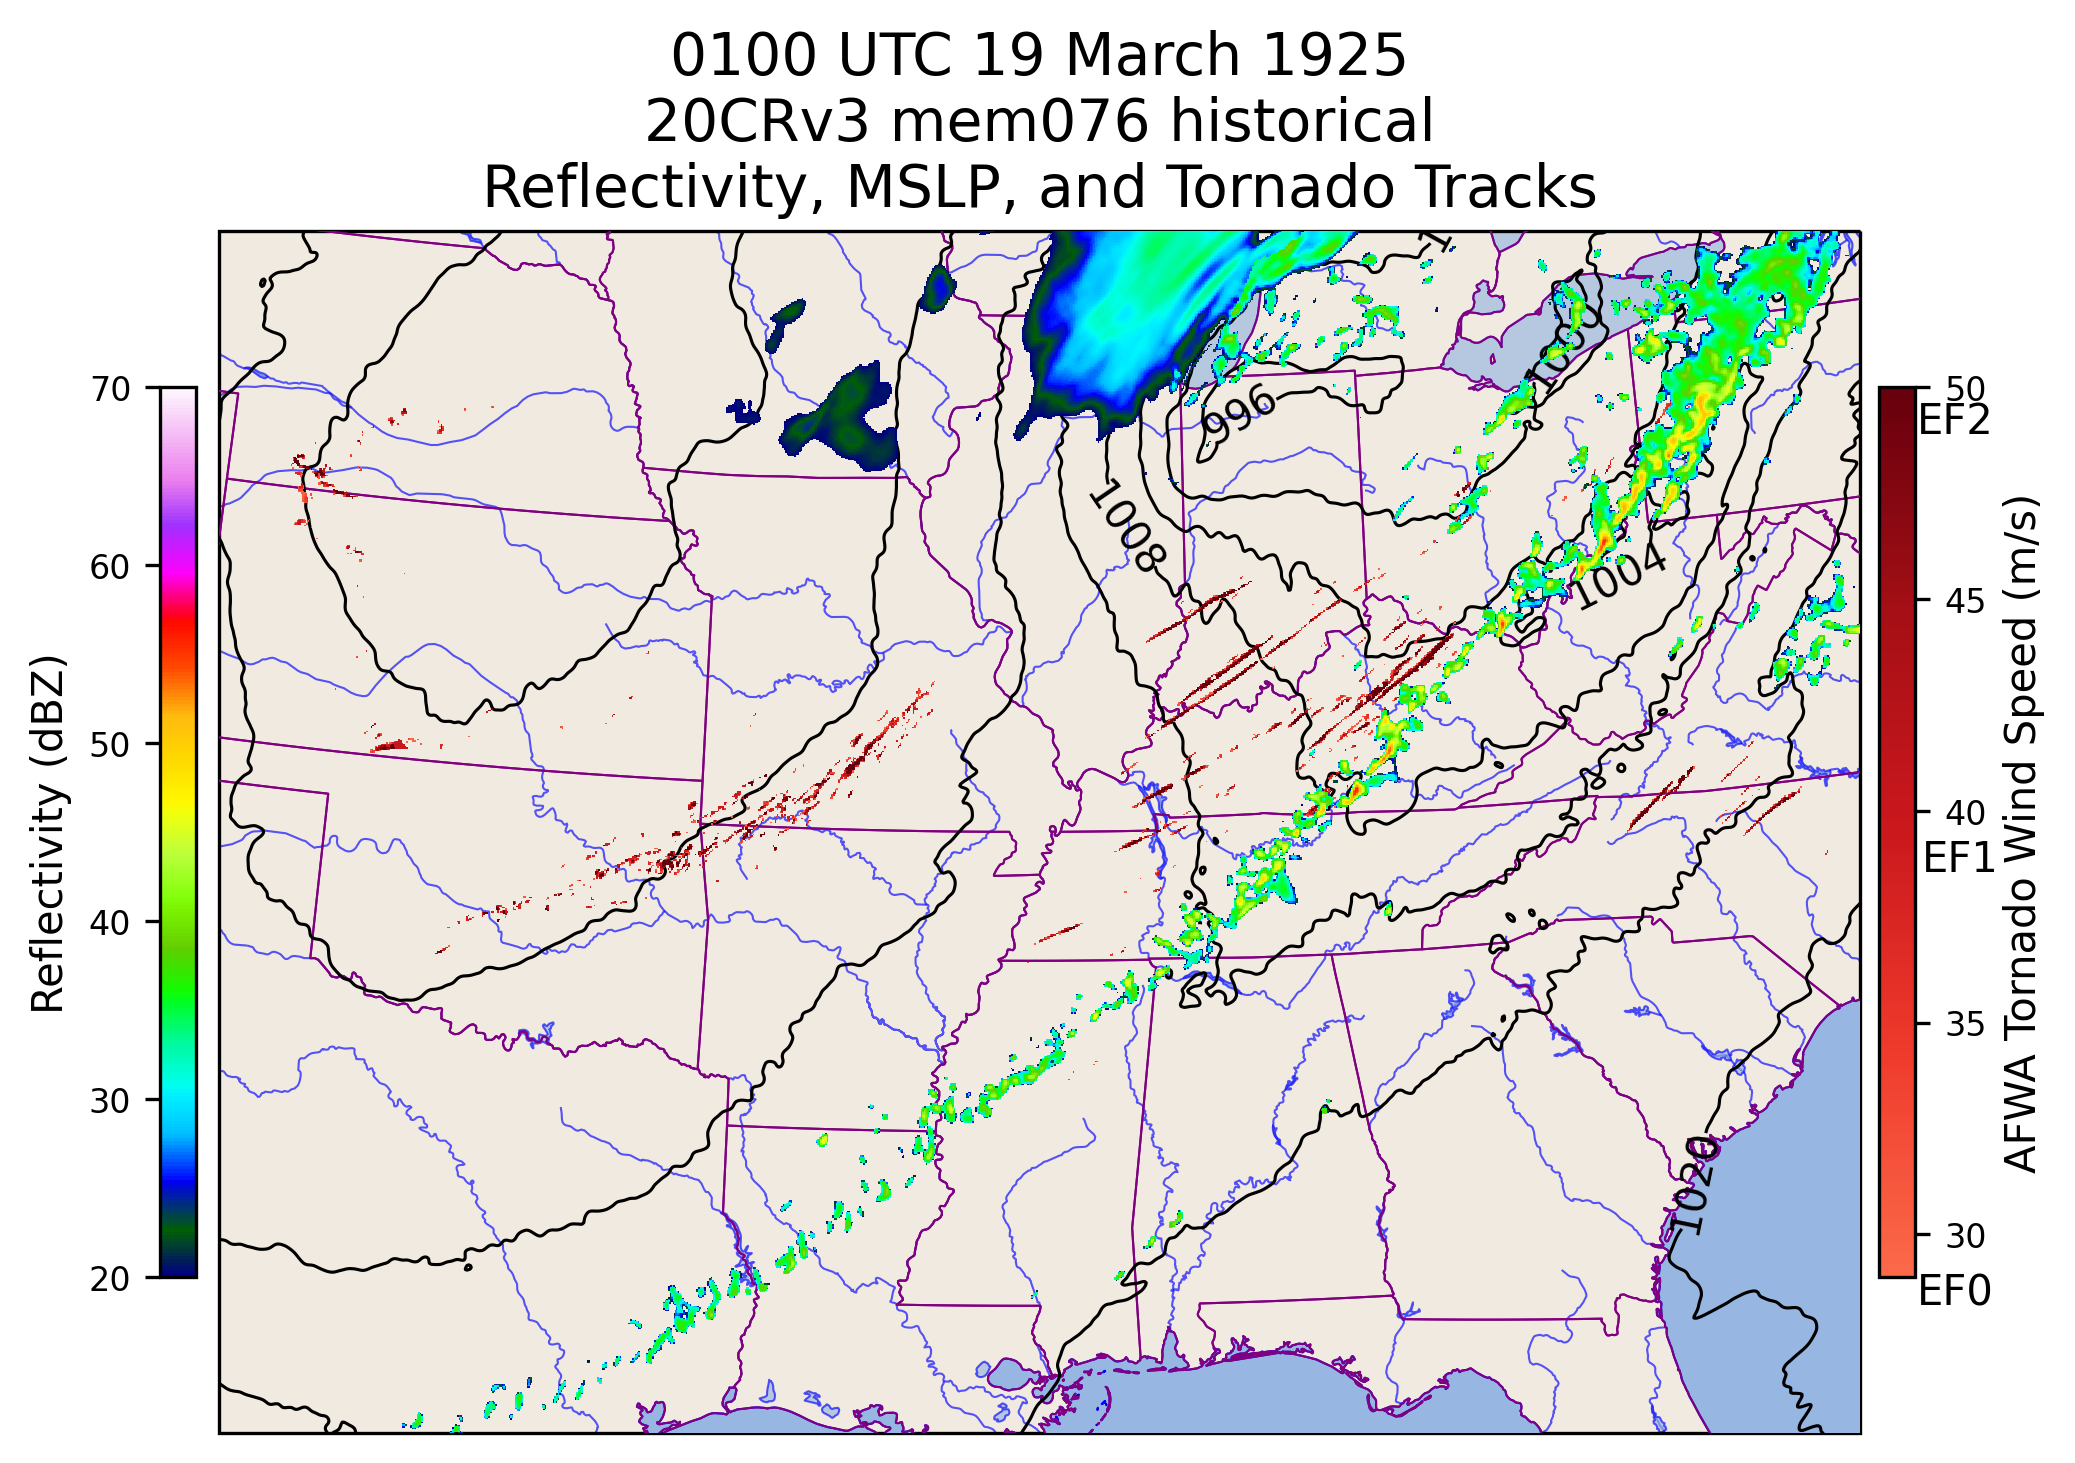 0100 UTC 19 March 1925
20CRv3 mem076 historical
Reflectivity, MSLP, and Tornado Tracks
70
60
50
40
30
20
Reflectivity (dBZ)
1
1000
996
1008
1004
1020
50
EF2
45
40
EF1
35
30
EF0
AFWA Tornado Wind Speed (m/s)